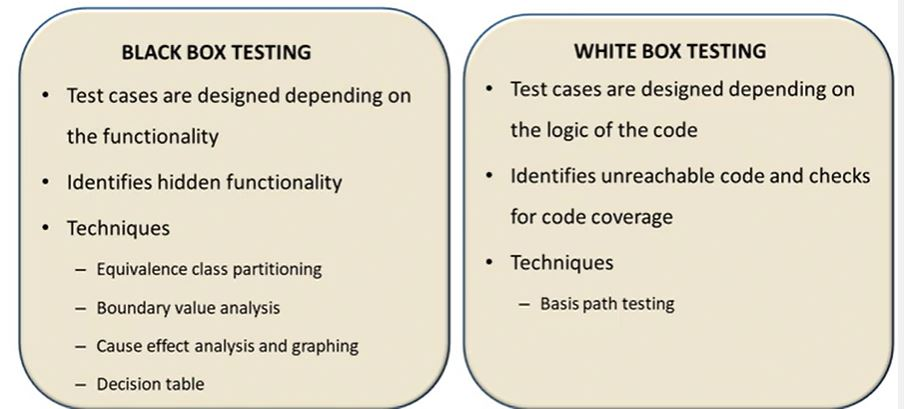 BLACK BOX TESTING
• Test cases are designed depending on
the functionality
• Identifies hidden functionality
• Techniques
– Equivalence class partitioning
– Boundary value analysis
– Cause effect analysis and graphing
– Decision table
WHITE BOX TESTING
• Test cases are designed depending on
the logic of the code
• Identifies unreachable code and checks
for code coverage
• Techniques
– Basis path testing